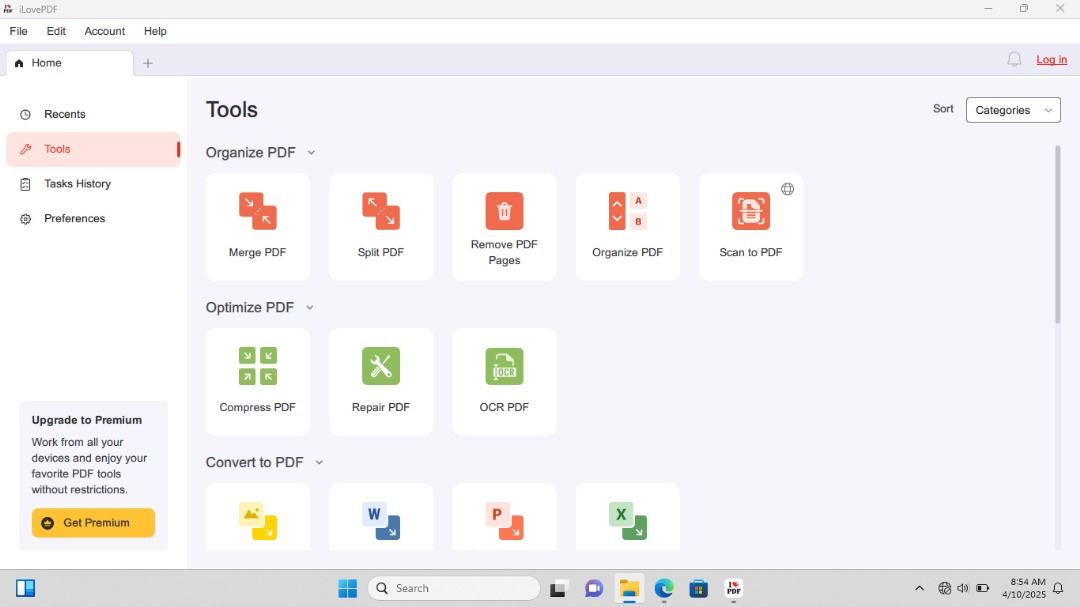 iLovePDF
File Edit Account Help
Home
Log in
Recents
Tools
Tasks History
Preferences
Upgrade to Premium
Work from all your
devices and enjoy your
favorite PDF tools
without restrictions.
Get Premium
Tools
Sort Categories
Organize PDF
Merge PDF
Split PDF
Remove PDF
Pages
A
B
Organize PDF
Scan to PDF
Optimize PDF
Compress PDF
Repair PDF
OCR
OCR PDF
Convert to PDF
W
P
X
Search
I
PDF
8:54 AM
4/10/2025